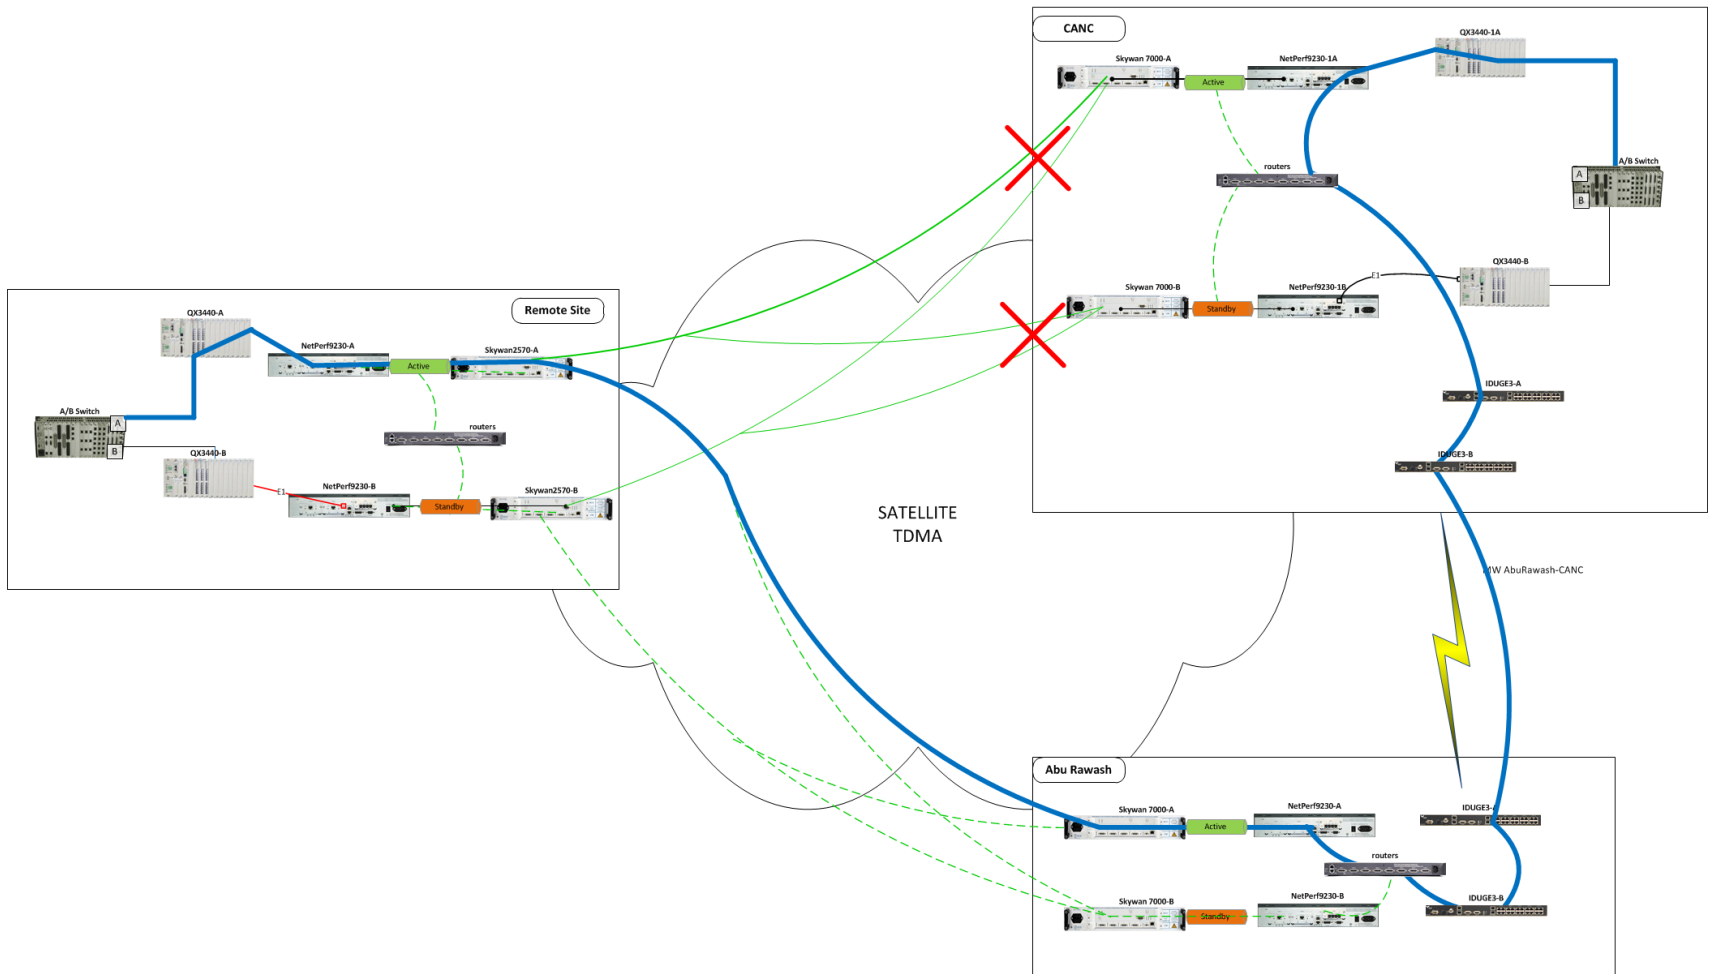 CANC
QX3440-1A
Skywan 7000-A
NetPerf9230-1A
Active
A/B Switch
routers
A
B
QX3440-B
E1
Skywan 7000-B
NetPerf9230-1B
Standby
IDUGE3-A
IDUGE3-B
Remote Site
QX3440-A
NetPerf9230-A
Skywan2570-A
Active
A/B Switch
A
routers
B
QX3440-B
E1
NetPerf9230-B
Skywan2570-B
Standby
SATELLITE
TDMA
MW AbuRawash-CANC
Abu Rawash
Skywan 7000-A
NetPerf9230-A
IDUGE3-A
Active
routers
Skywan 7000-B
NetPerf9230-B
IDUGE3-B
Standby